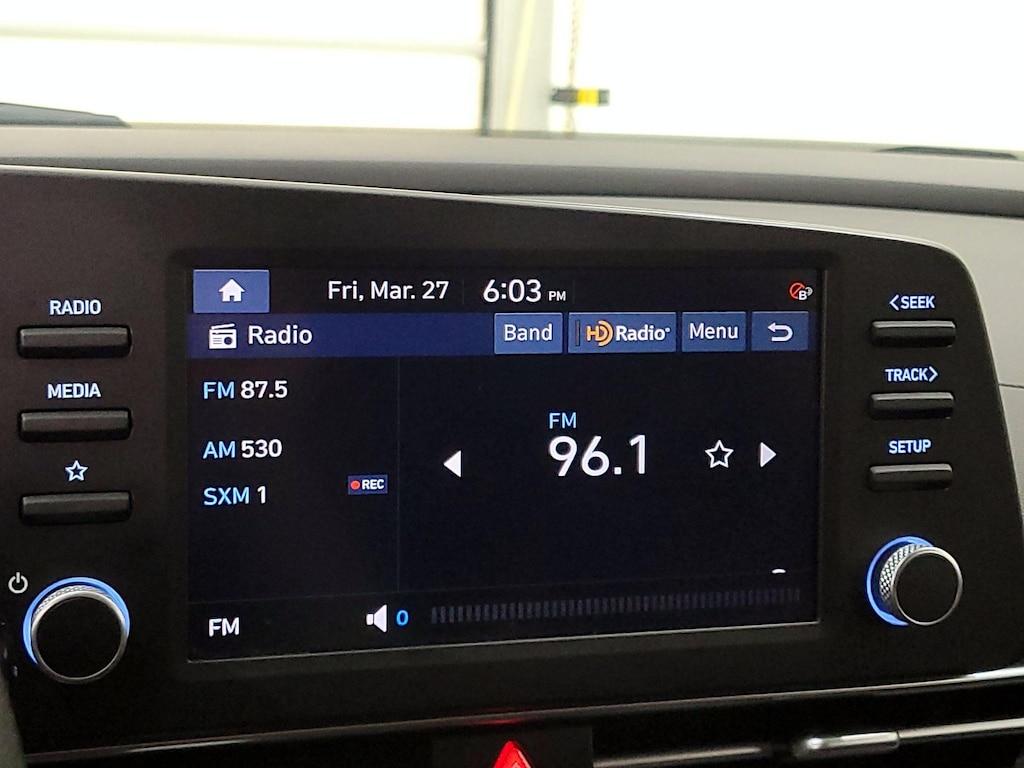 RADIO
MEDIA
Fri, Mar. 27 6:03 PM
B
Radio
Band
HD Radio
Menu
FM 87.5
AM 530
SXM 1
REC
FM
96.1
FM
0
<SEEK
TRACK>
SETUP